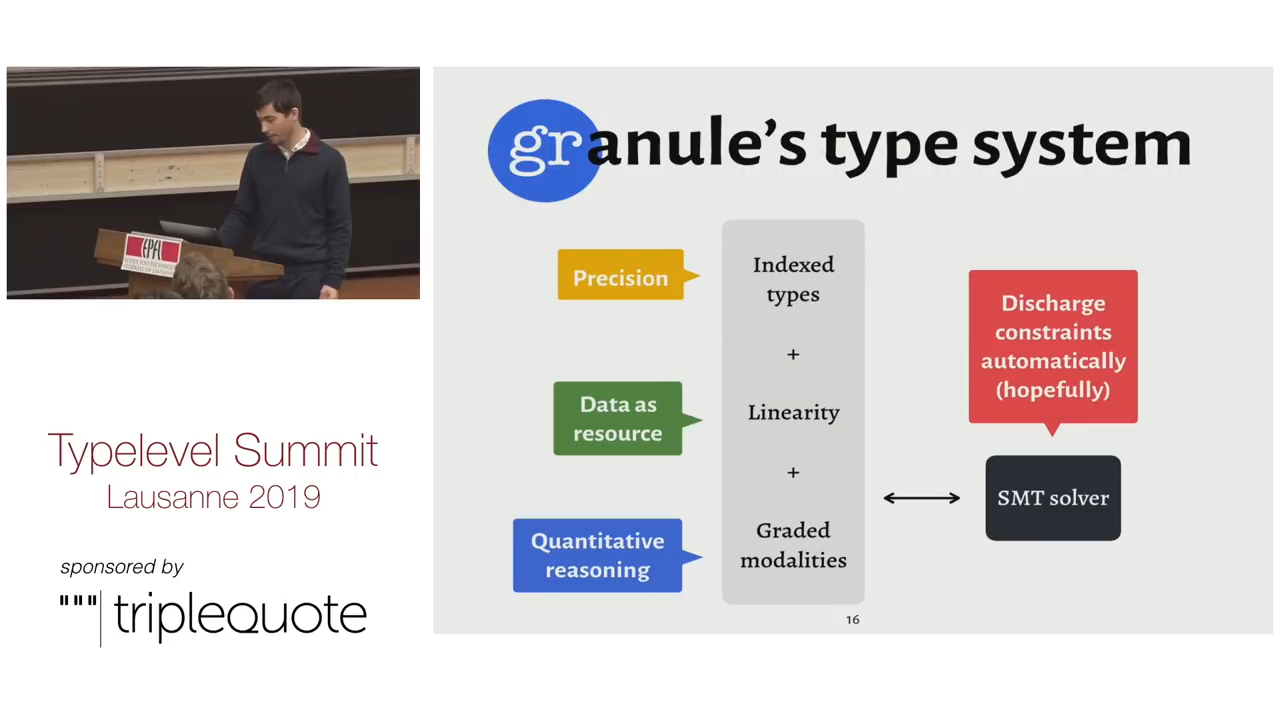 granule's type system
Precision
Indexed
types
+
Data as
resource
Linearity
+
Quantitative
reasoning
Graded
modalities
Discharge
constraints
automatically
(hopefully)
SMT solver
16
EPFL
Typelevel Summit
Lausanne 2019
sponsored by
"""|triplequote